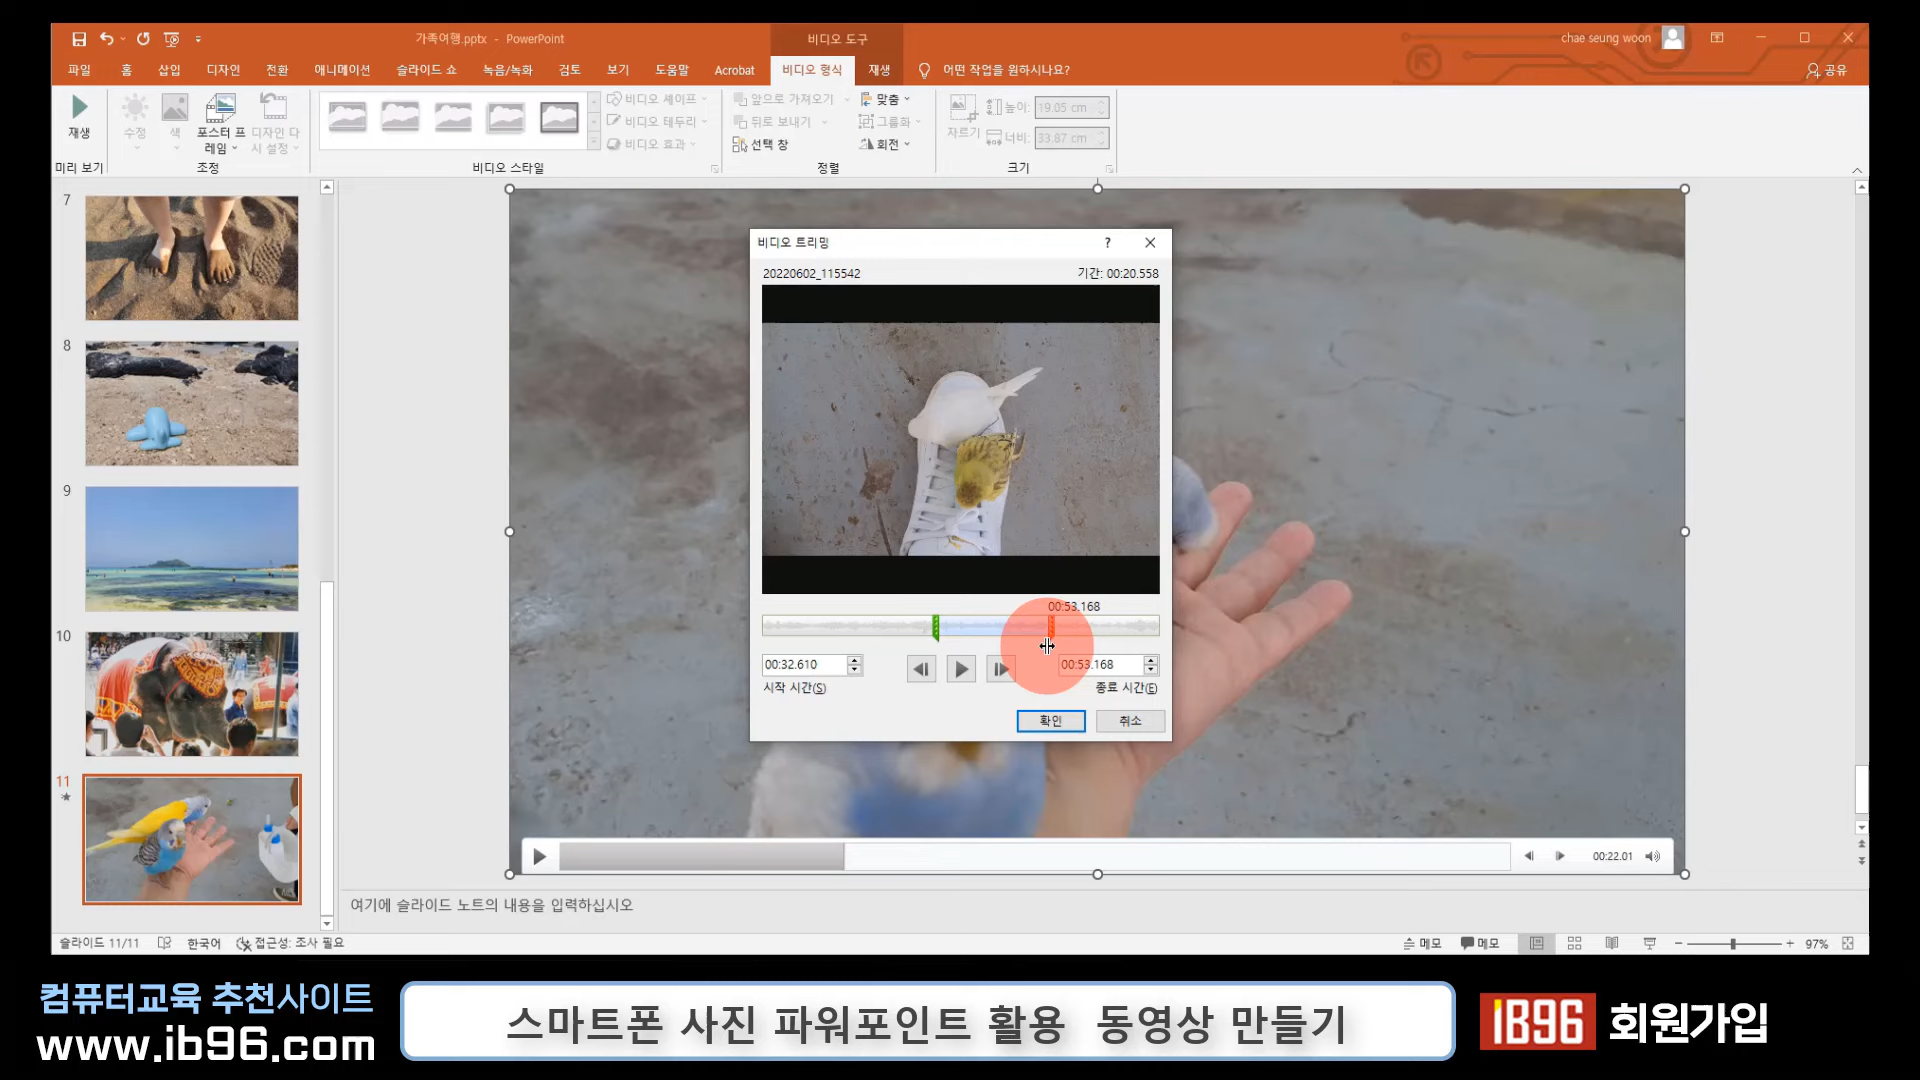 가족여행.pptx - PowerPoint
비디오 도구
chae seung woon
파일 홈 삽입 디자인 전환 애니메이션 슬라이드 쇼 녹음/녹화 검토 보기 도움말 Acrobat 비디오 형식 재생 어떤 작업을 원하시나요? 공유
재생
수정
색
포스터 프레임
디자인 다시 설정
비디오 셰이프
비디오 테두리
비디오 효과
앞으로 가져오기
뒤로 보내기
선택 창
맞춤
그룹화
회전
자르기
높이: 19.05 cm
너비: 33.87 cm
미리 보기 조정 비디오 스타일 정렬 크기
7
8
9
10
11
비디오 트리밍 ?
20220602_115542 기간: 00:20.558
00:53.168
00:32.610 00:53.168
시작 시간(S) 종료 시간(E)
확인 취소
00:22.01
여기에 슬라이드 노트의 내용을 입력하십시오
슬라이드 11/11 한국어 접근성: 조사 필요 메모 메모 97%
컴퓨터교육 추천사이트
www.ib96.com
스마트폰 사진 파워포인트 활용 동영상 만들기
IB96 회원가입